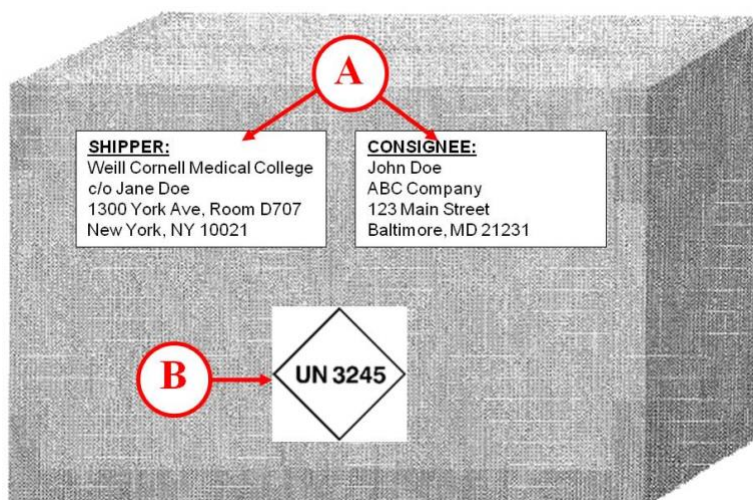 A
SHIPPER:
Weill Cornell Medical College
c/o Jane Doe
1300 York Ave, Room D707
New York, NY 10021
CONSIGNEE:
John Doe
ABC Company
123 Main Street
Baltimore, MD 21231
B
UN 3245